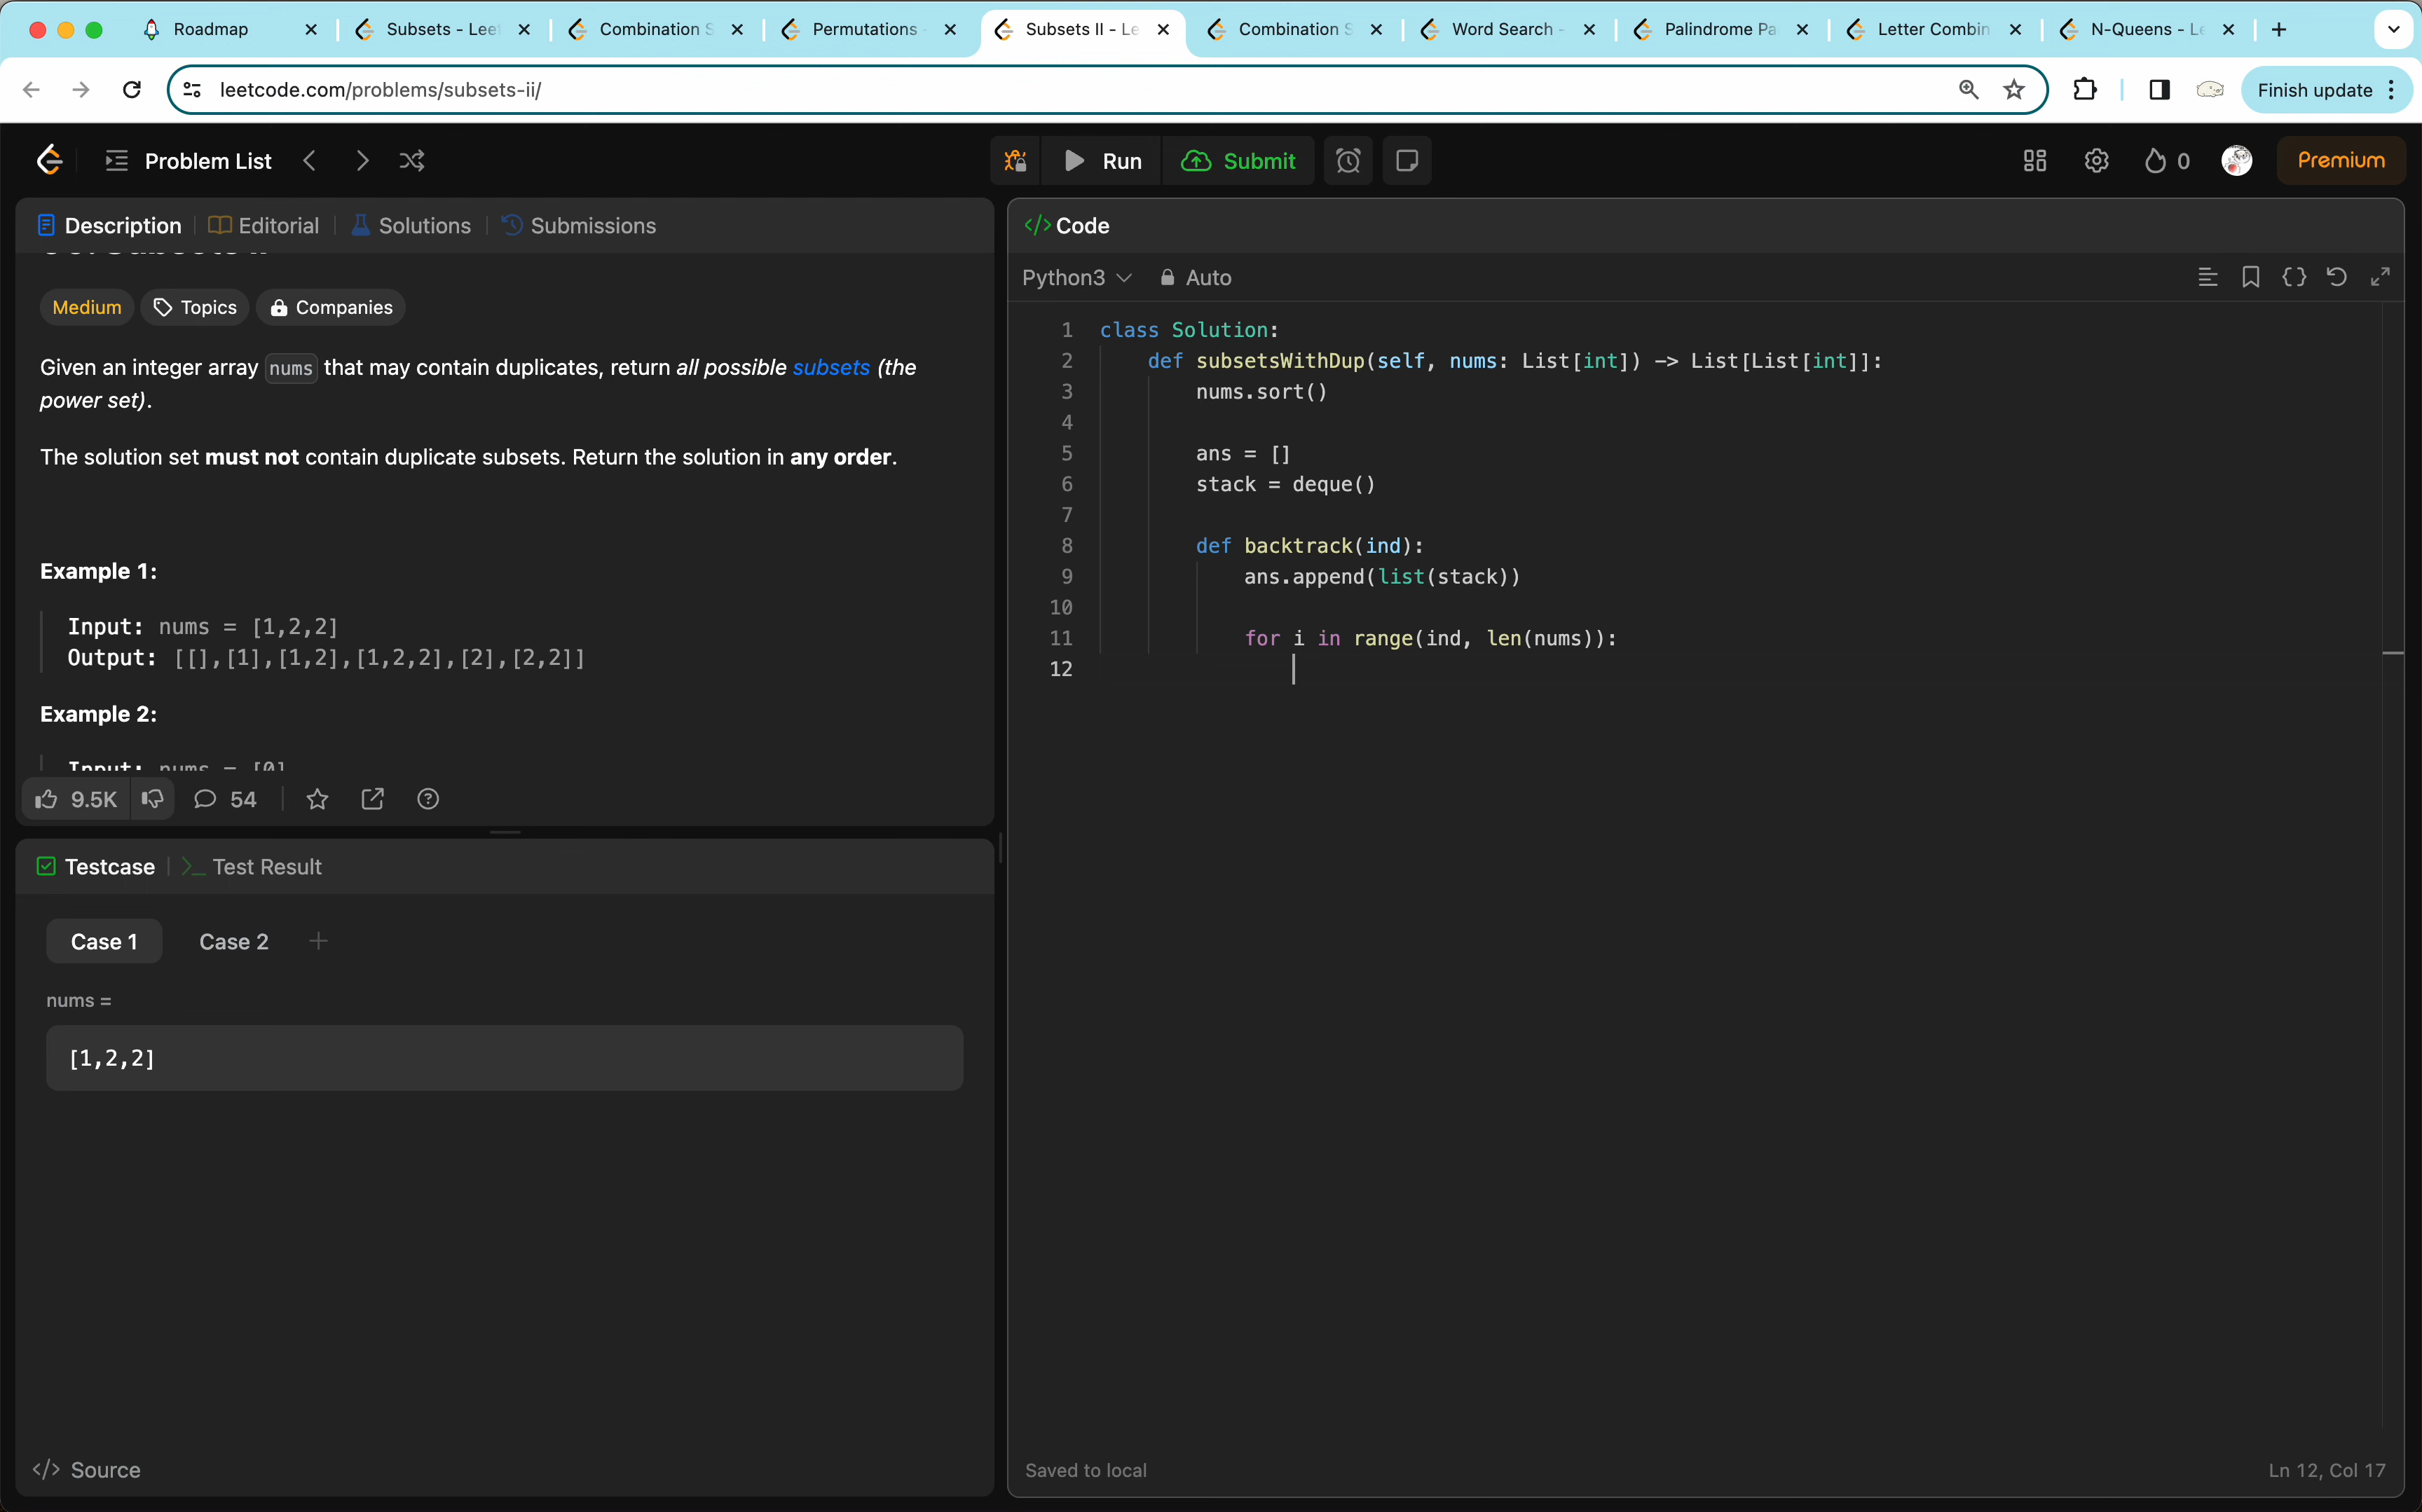 Roadmap
Subsets - Leet
Combination S
Permutations -
Subsets II - Le
Combination S
Word Search -
Palindrome Pa
Letter Combin
N-Queens - Le
leetcode.com/problems/subsets-ii/
Finish update
Problem List
Run
Submit
0
Premium
Description
Editorial
Solutions
Submissions
90. Subsets II
Medium
Topics
Companies
Given an integer array nums that may contain duplicates, return all possible subsets (the
power set).
The solution set must not contain duplicate subsets. Return the solution in any order.
Example 1:
Input: nums = [1,2,2]
Output: [[],[1],[1,2],[1,2,2],[2],[2,2]]
Example 2:
Input: nums = [0]
9.5K
54
Testcase
Test Result
Case 1
Case 2
nums =
[1,2,2]
Source
Code
Python3
Auto
1 class Solution:
2     def subsetsWithDup(self, nums: List[int]) -> List[List[int]]:
3         nums.sort()
4
5         ans = []
6         stack = deque()
7
8         def backtrack(ind):
9             ans.append(list(stack))
10
11             for i in range(ind, len(nums)):
12
Saved to local
Ln 12, Col 17